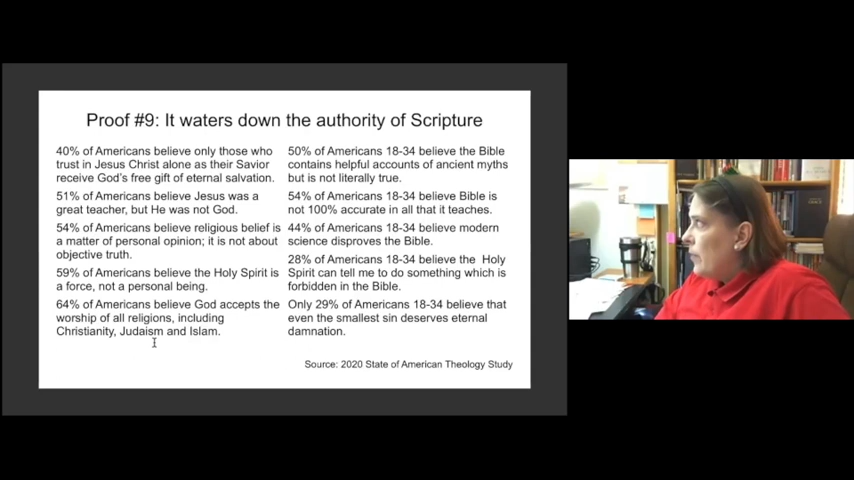 Proof #9: It waters down the authority of Scripture
40% of Americans believe only those who
trust in Jesus Christ alone as their Savior
receive God's free gift of eternal salvation.
51% of Americans believe Jesus was a
great teacher, but He was not God.
54% of Americans believe religious belief is
a matter of personal opinion; it is not about
objective truth.
59% of Americans believe the Holy Spirit is
a force, not a personal being.
64% of Americans believe God accepts the
worship of all religions, including
Christianity, Judaism and Islam.
50% of Americans 18-34 believe the Bible
contains helpful accounts of ancient myths
but is not literally true.
54% of Americans 18-34 believe Bible is
not 100% accurate in all that it teaches.
44% of Americans 18-34 believe modern
science disproves the Bible.
28% of Americans 18-34 believe the Holy
Spirit can tell me to do something which is
forbidden in the Bible.
Only 29% of Americans 18-34 believe that
even the smallest sin deserves eternal
damnation.
Source: 2020 State of American Theology Study